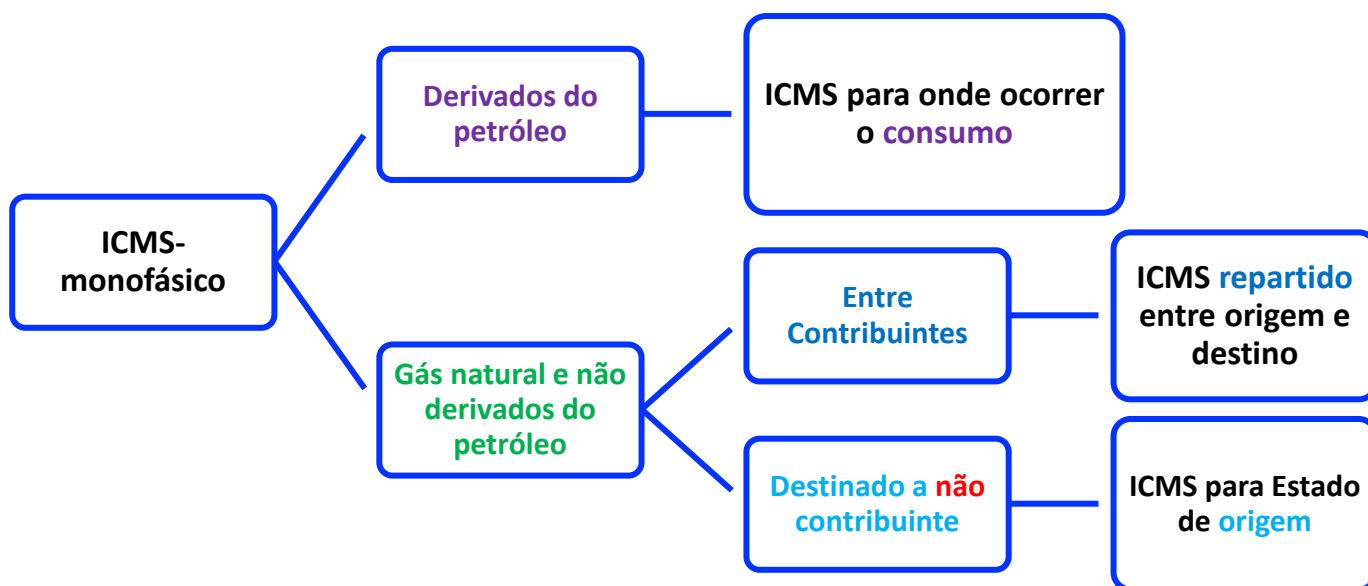 ICMS-
monofásico
Derivados do
petróleo
ICMS para onde ocorrer
o consumo
Gás natural e não
derivados do
petróleo
Entre
Contribuintes
ICMS repartido
entre origem e
destino
Destinado a não
contribuinte
ICMS para Estado
de origem